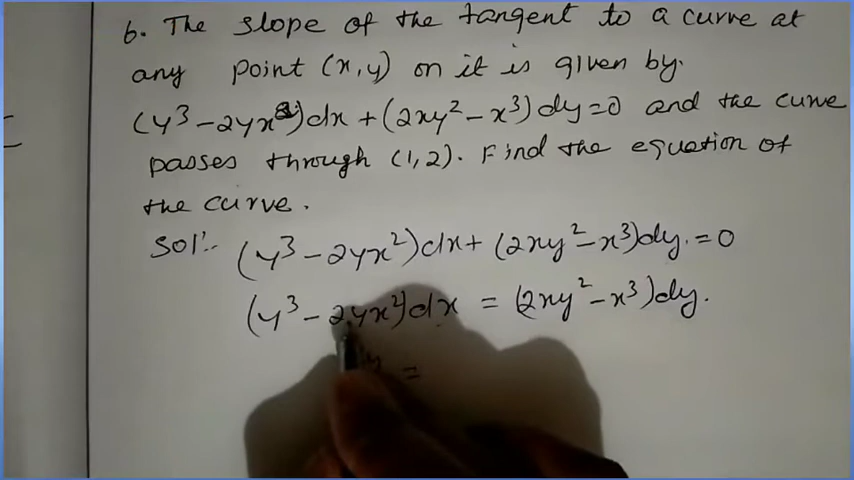 6. The slope of the tangent to a curve at
any point (x,y) on it is given by.
(y³-2yx²)dx+(2xy²-x³)dy=0 and the curve
passes through (1,2). Find the equation of
the curve.
Sol:- (y³-2yx²)dx+(2xy²-x³)dy.=0
(y³-2yx²)dx = (2xy²-x³)dy.
=